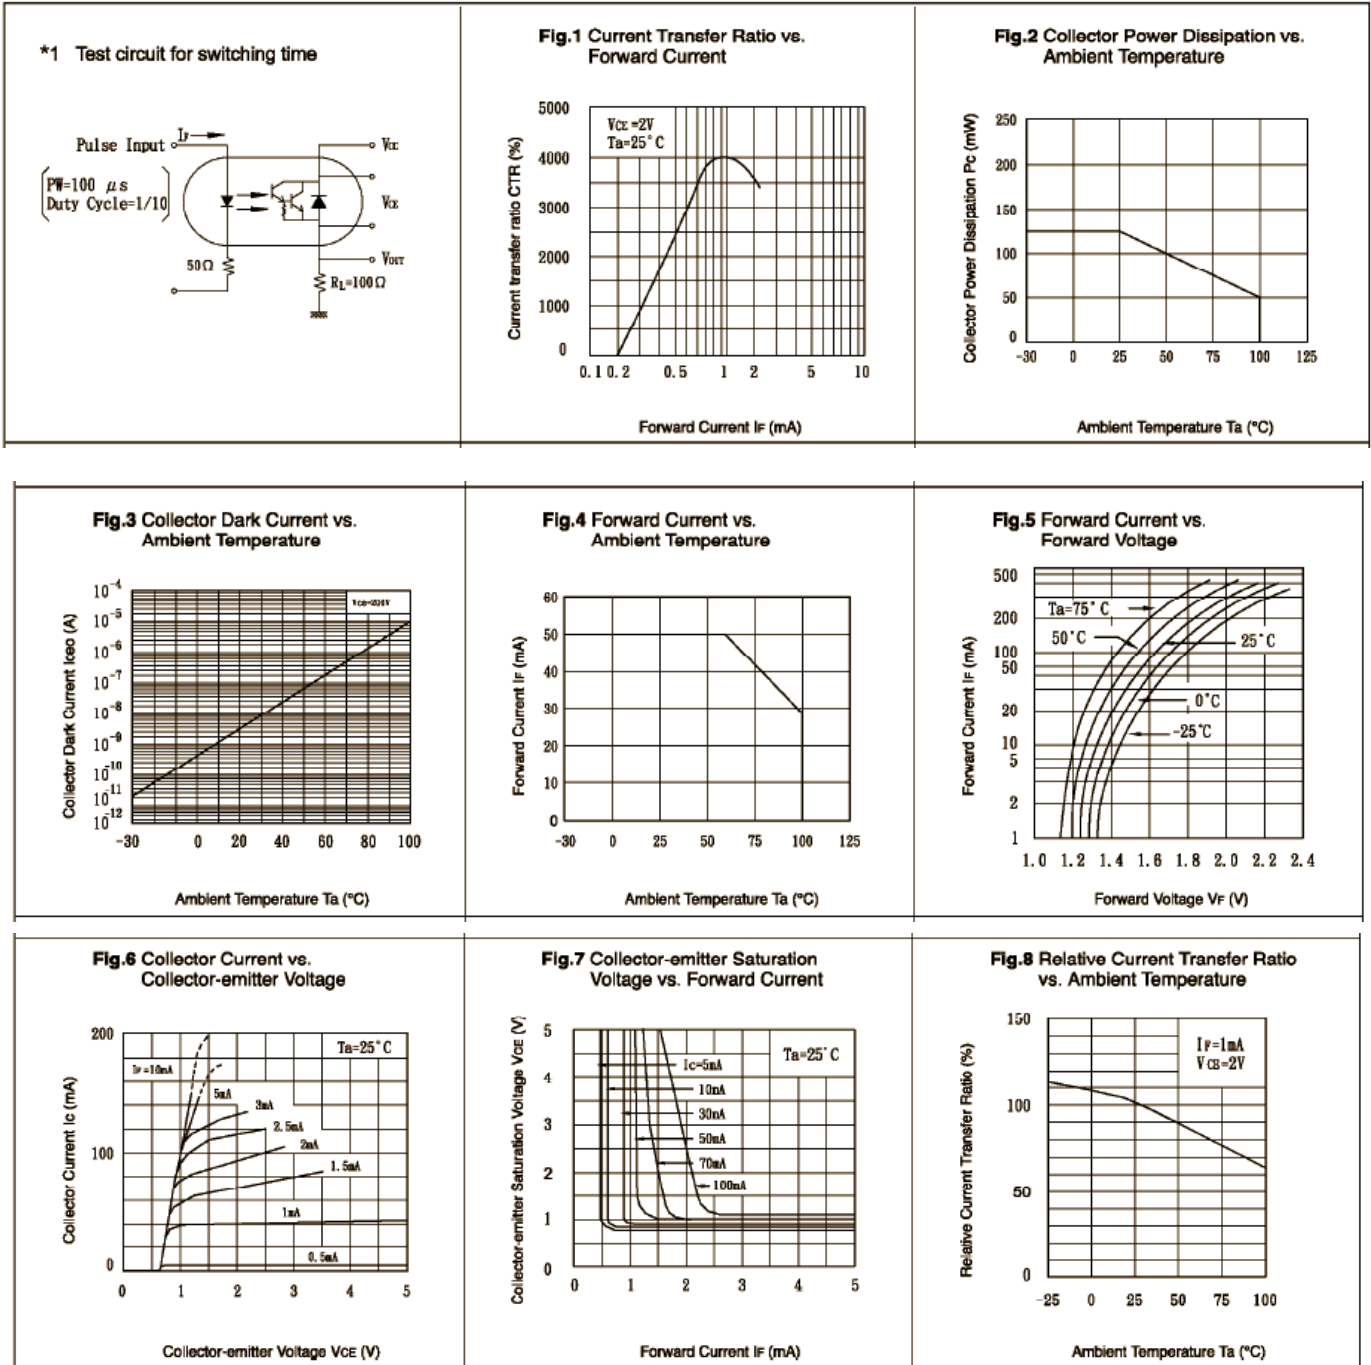 *1 Test circuit for switching time
Pulse Input
IF
PW=100 μs
Duty Cycle=1/10
50Ω
VCC
VCE
VOUT
RL=100Ω
Fig.1 Current Transfer Ratio vs.
Forward Current
Current transfer ratio CTR (%)
5000
4000
3000
2000
1000
0
VCE=2V
Ta=25°C
0.1 0.2 0.5 1 2 5 10
Forward Current IF (mA)
Fig.2 Collector Power Dissipation vs.
Ambient Temperature
Collector Power Dissipation Pc (mW)
250
200
150
100
50
0
-30 0 25 50 75 100 125
Ambient Temperature Ta (°C)
Fig.3 Collector Dark Current vs.
Ambient Temperature
Collector Dark Current ICEO (A)
10-4
10-5
10-6
10-7
10-8
10-9
10-10
10-11
10-12
-30 0 20 40 60 80 100
Ambient Temperature Ta (°C)
Fig.4 Forward Current vs.
Ambient Temperature
Forward Current IF (mA)
60
50
40
30
20
10
0
-30 0 25 50 75 100 125
Ambient Temperature Ta (°C)
Fig.5 Forward Current vs.
Forward Voltage
Forward Current IF (mA)
500
200
100
50
20
10
5
2
1
Ta=75°C
50°C
25°C
0°C
-25°C
1.0 1.2 1.4 1.6 1.8 2.0 2.2 2.4
Forward Voltage VF (V)
Fig.6 Collector Current vs.
Collector-emitter Voltage
Collector Current Ic (mA)
200
100
0
Ta=25°C
IF=10mA
5mA
3mA
2.5mA
2mA
1.5mA
1mA
0.5mA
0 1 2 3 4 5
Collector-emitter Voltage VCE (V)
Fig.7 Collector-emitter Saturation
Voltage vs. Forward Current
Collector-emitter Saturation Voltage VCE (V)
5
4
3
2
1
0
Ta=25°C
Ic=5mA
10mA
30mA
50mA
70mA
100mA
0 1 2 3 4 5
Forward Current IF (mA)
Fig.8 Relative Current Transfer Ratio
vs. Ambient Temperature
Relative Current Transfer Ratio (%)
150
100
50
0
IF=1mA
VCE=2V
-25 0 25 50 75 100
Ambient Temperature Ta (°C)